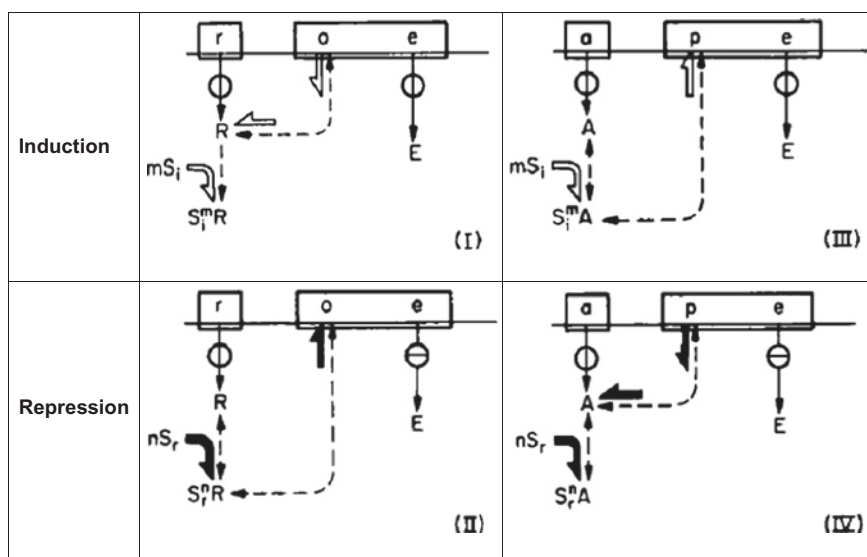 r o e
R
E
Induction
mSᵢ
SᵢᵐR
(I)
a p e
A
E
mSᵢ
SᵢᵐA
(III)
r o e
R
E
Repression
nSᵣ
SᵣⁿR
(II)
a p e
A
E
nSᵣ
SᵣⁿA
(IV)